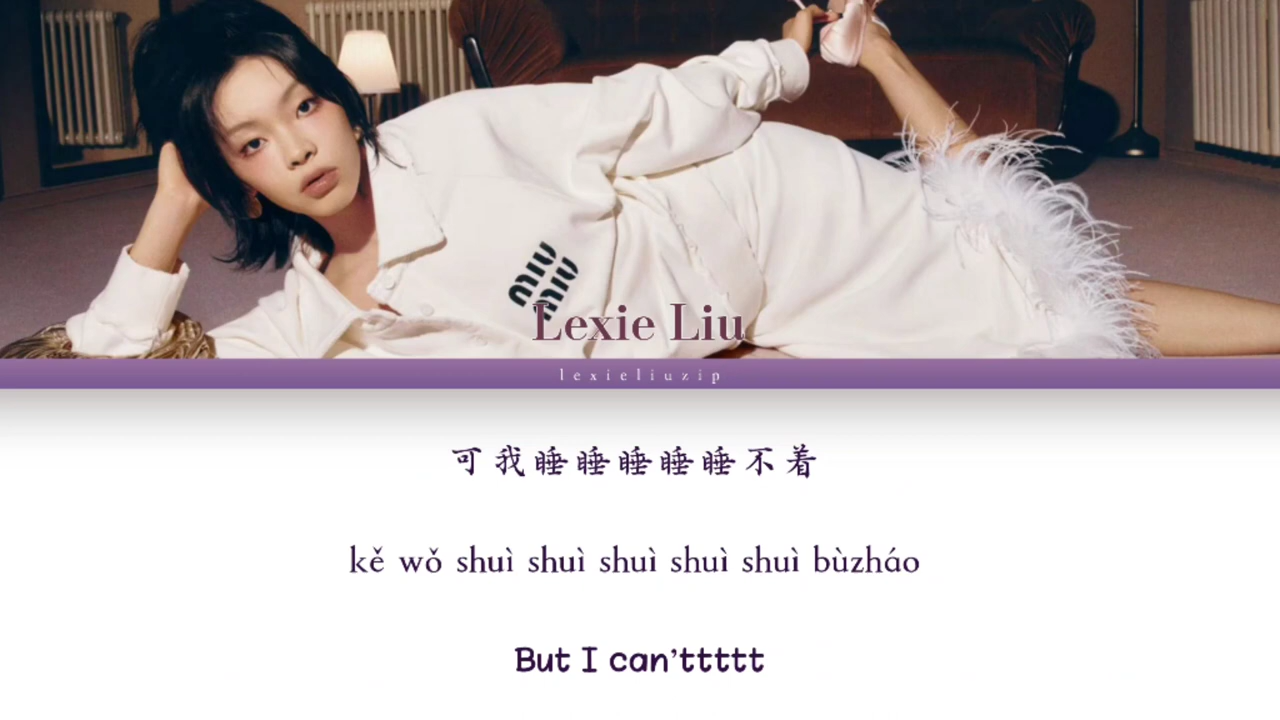 miu
miu
Lexie Liu
lexieliuzip
可我睡睡睡睡睡不着
kě wǒ shuì shuì shuì shuì shuì bùzháo
But I can'ttttt